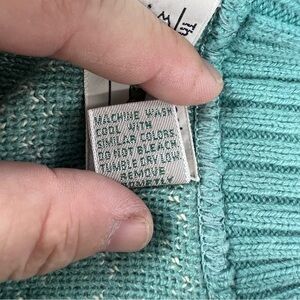 MACHINE WASH
COOL WITH
SIMILAR COLORS.
DO NOT BLEACH.
TUMBLE DRY LOW.
REMOVE